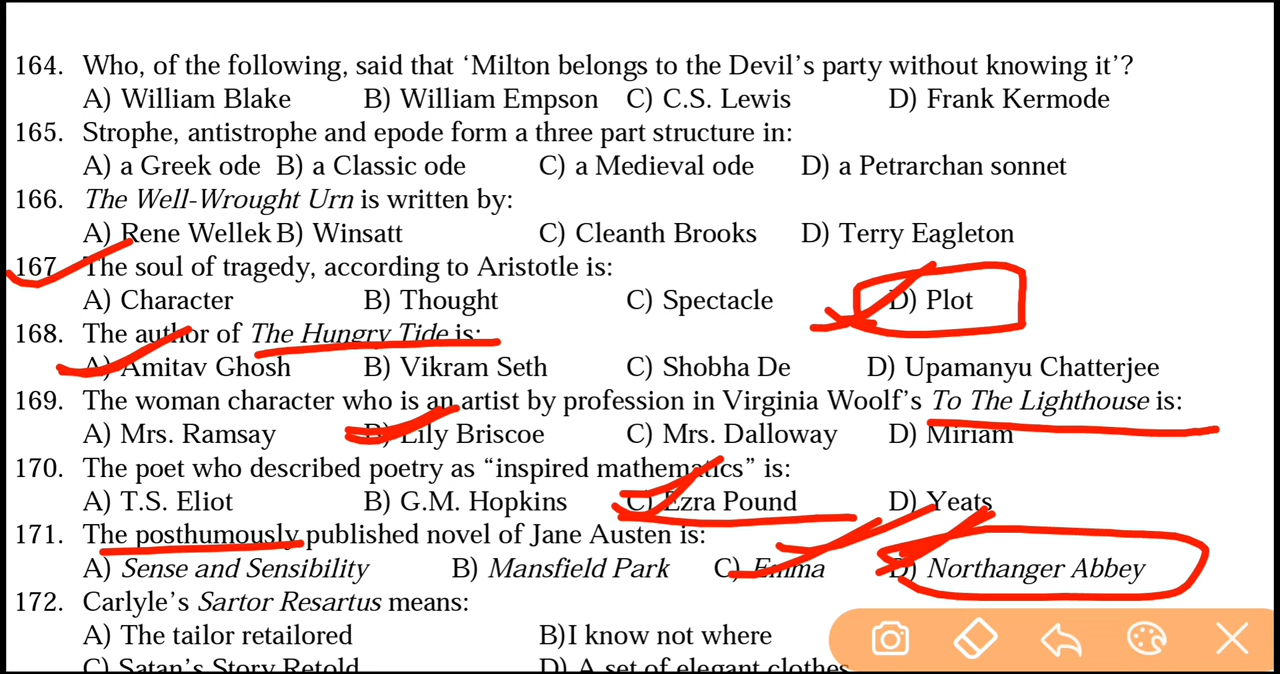 164. Who, of the following, said that ‘Milton belongs to the Devil’s party without knowing it’?
A) William Blake B) William Empson C) C.S. Lewis D) Frank Kermode
165. Strophe, antistrophe and epode form a three part structure in:
A) a Greek ode B) a Classic ode C) a Medieval ode D) a Petrarchan sonnet
166. The Well-Wrought Urn is written by:
A) Rene Wellek B) Winsatt C) Cleanth Brooks D) Terry Eagleton
167. The soul of tragedy, according to Aristotle is:
A) Character B) Thought C) Spectacle D) Plot
168. The author of The Hungry Tide is:
A) Amitav Ghosh B) Vikram Seth C) Shobha De D) Upamanyu Chatterjee
169. The woman character who is an artist by profession in Virginia Woolf’s To The Lighthouse is:
A) Mrs. Ramsay B) Lily Briscoe C) Mrs. Dalloway D) Miriam
170. The poet who described poetry as “inspired mathematics” is:
A) T.S. Eliot B) G.M. Hopkins C) Ezra Pound D) Yeats
171. The posthumously published novel of Jane Austen is:
A) Sense and Sensibility B) Mansfield Park C) Emma D) Northanger Abbey
172. Carlyle’s Sartor Resartus means:
A) The tailor retailored B)I know not where
C) Satan’s Story Retold D) A set of elegant clothes